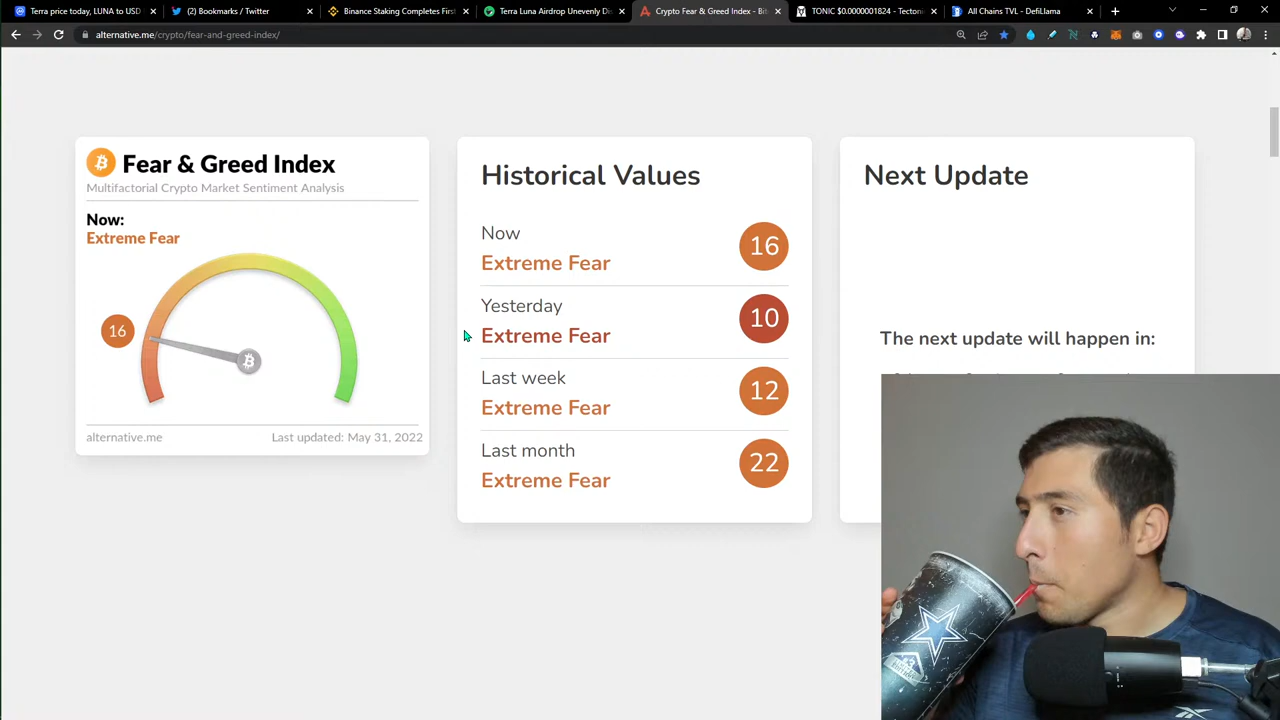 Terra price today, LUNA to USD
(2) Bookmarks / Twitter
Binance Staking Completes First
Terra Luna Airdrop Unevenly Dis
Crypto Fear & Greed Index - Bit
TONIC $0.0000001824 - Tecton
All Chains TVL - DefiLlama
alternative.me/crypto/fear-and-greed-index/
Fear & Greed Index
Multifactorial Crypto Market Sentiment Analysis
Now:
Extreme Fear
16
alternative.me
Last updated: May 31, 2022
Historical Values
Now
Extreme Fear
16
Yesterday
Extreme Fear
10
Last week
Extreme Fear
12
Last month
Extreme Fear
22
Next Update
The next update will happen in: